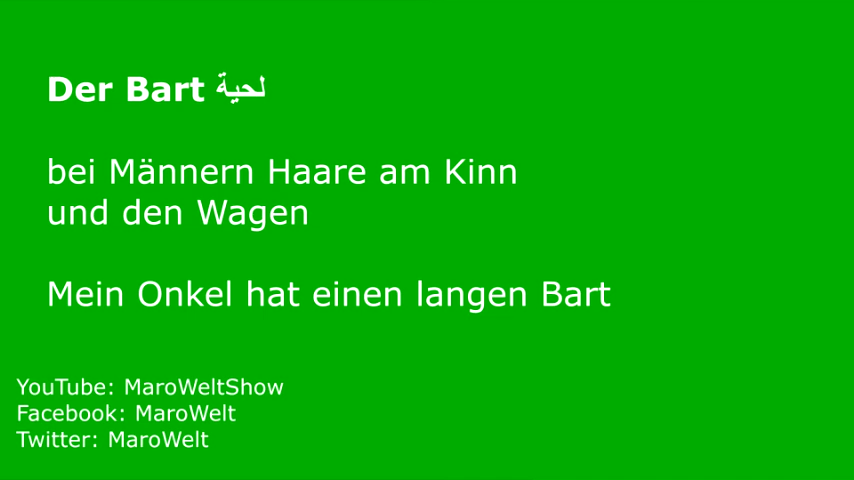 Der Bart لحية
bei Männern Haare am Kinn
und den Wagen
Mein Onkel hat einen langen Bart
YouTube: MaroWeltShow
Facebook: MaroWelt
Twitter: MaroWelt